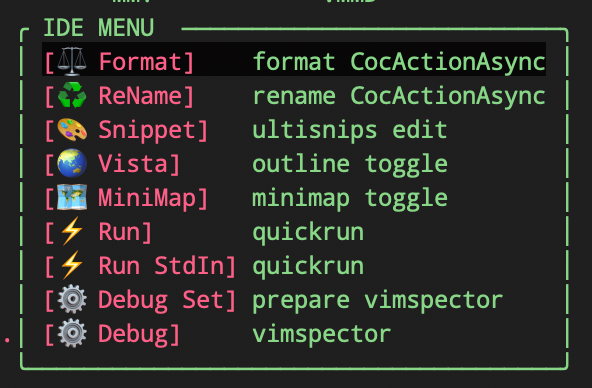 IDE MENU
[⚖️ Format] format CocActionAsync
[♻️ ReName] rename CocActionAsync
[🎨 Snippet] ultisnips edit
[🌏 Vista] outline toggle
[🗺️ MiniMap] minimap toggle
[⚡ Run] quickrun
[⚡ Run StdIn] quickrun
[⚙️ Debug Set] prepare vimspector
[⚙️ Debug] vimspector